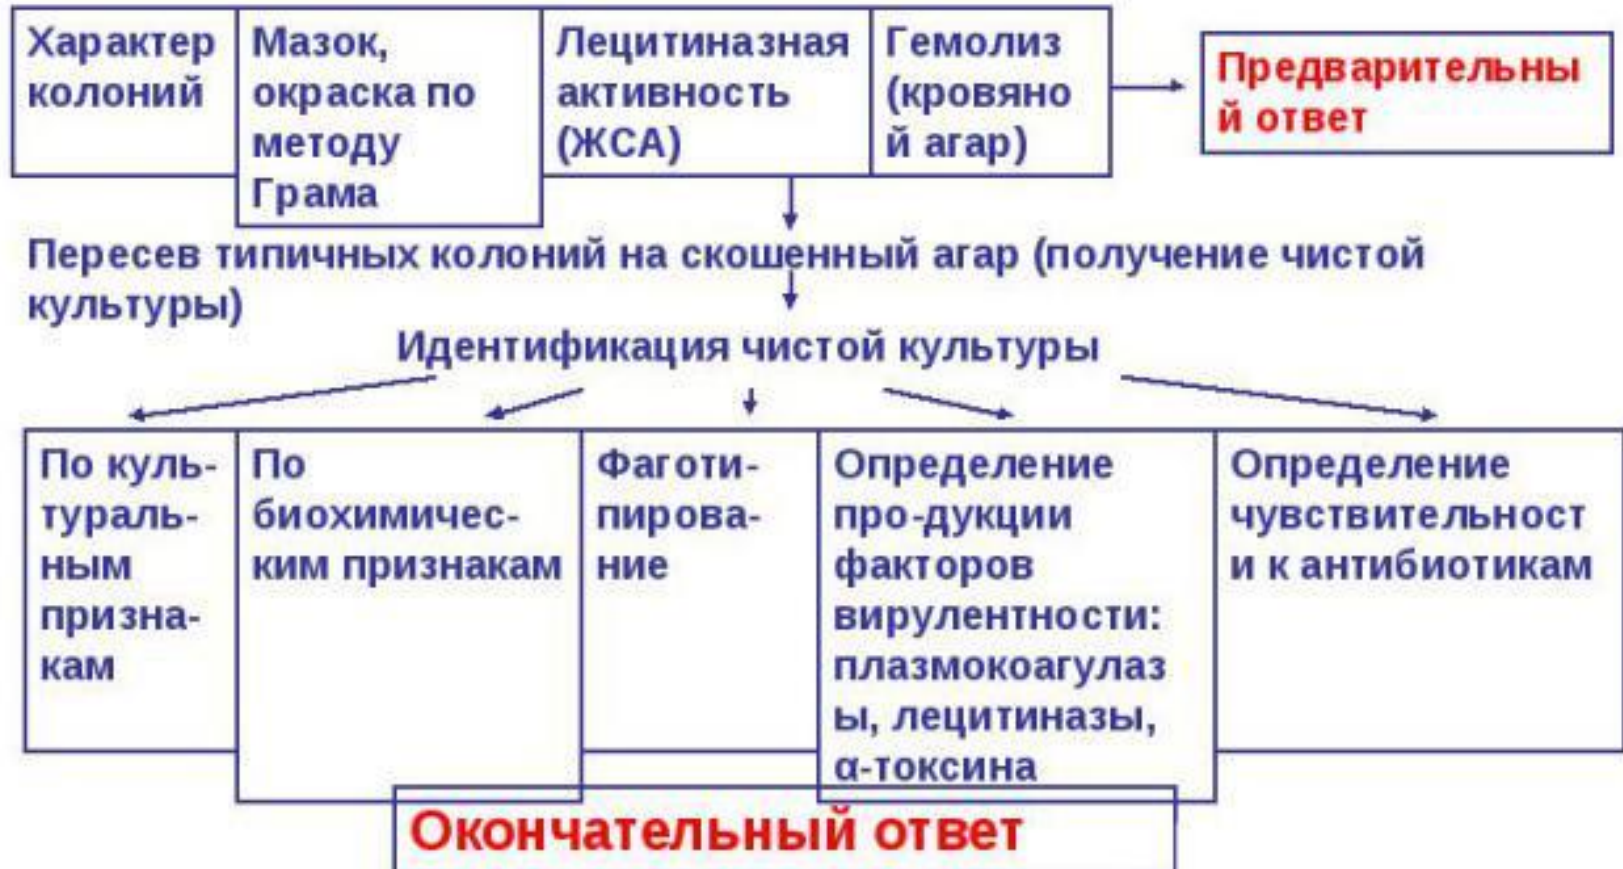 Характер
колоний
Мазок,
окраска по
методу
Грама
Лецитиназная
активность
(ЖСА)
Гемолиз
(кровяно
й агар)
Предварительны
й ответ
Пересев типичных колоний на скошенный агар (получение чистой
культуры)
Идентификация чистой культуры
По куль-
тураль-
ным
призна-
кам
По
биохимичес-
ким признакам
Фаготи-
пирова-
ние
Определение
про-дукции
факторов
вирулентности:
плазмокоагулаз
ы, лецитиназы,
α-токсина
Определение
чувствительност
и к антибиотикам
Окончательный ответ